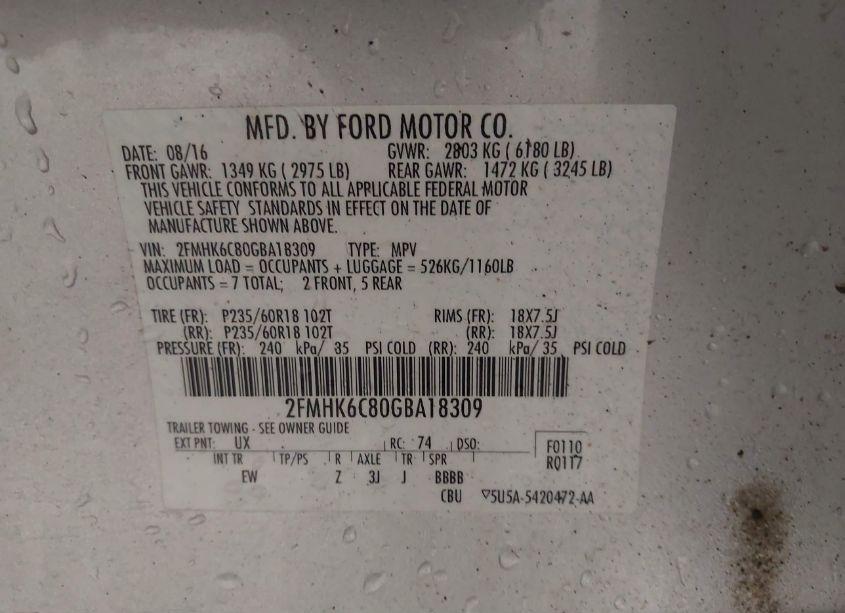 MFD. BY FORD MOTOR CO.
DATE: 08/16 GVWR: 2803 KG ( 6180 LB)
FRONT GAWR: 1349 KG ( 2975 LB) REAR GAWR: 1472 KG ( 3245 LB)
THIS VEHICLE CONFORMS TO ALL APPLICABLE FEDERAL MOTOR
VEHICLE SAFETY STANDARDS IN EFFECT ON THE DATE OF
MANUFACTURE SHOWN ABOVE.
VIN: 2FMHK6C80GBA18309 TYPE: MPV
MAXIMUM LOAD = OCCUPANTS + LUGGAGE = 526KG/1160LB
OCCUPANTS = 7 TOTAL; 2 FRONT, 5 REAR
TIRE (FR): P235/60R18 102T RIMS (FR): 18X7.5J
(RR): P235/60R18 102T (RR): 18X7.5J
PRESSURE (FR): 240 kPa/ 35 PSI COLD (RR): 240 kPa/ 35 PSI COLD
2FMHK6C80GBA18309
TRAILER TOWING - SEE OWNER GUIDE
EXT PNT: UX RC: 74 DSO: F0110
INT TR TP/PS R AXLE TR SPR R0117
EW Z 3J J BBBB
CBU ▽5U5A-5420472-AA